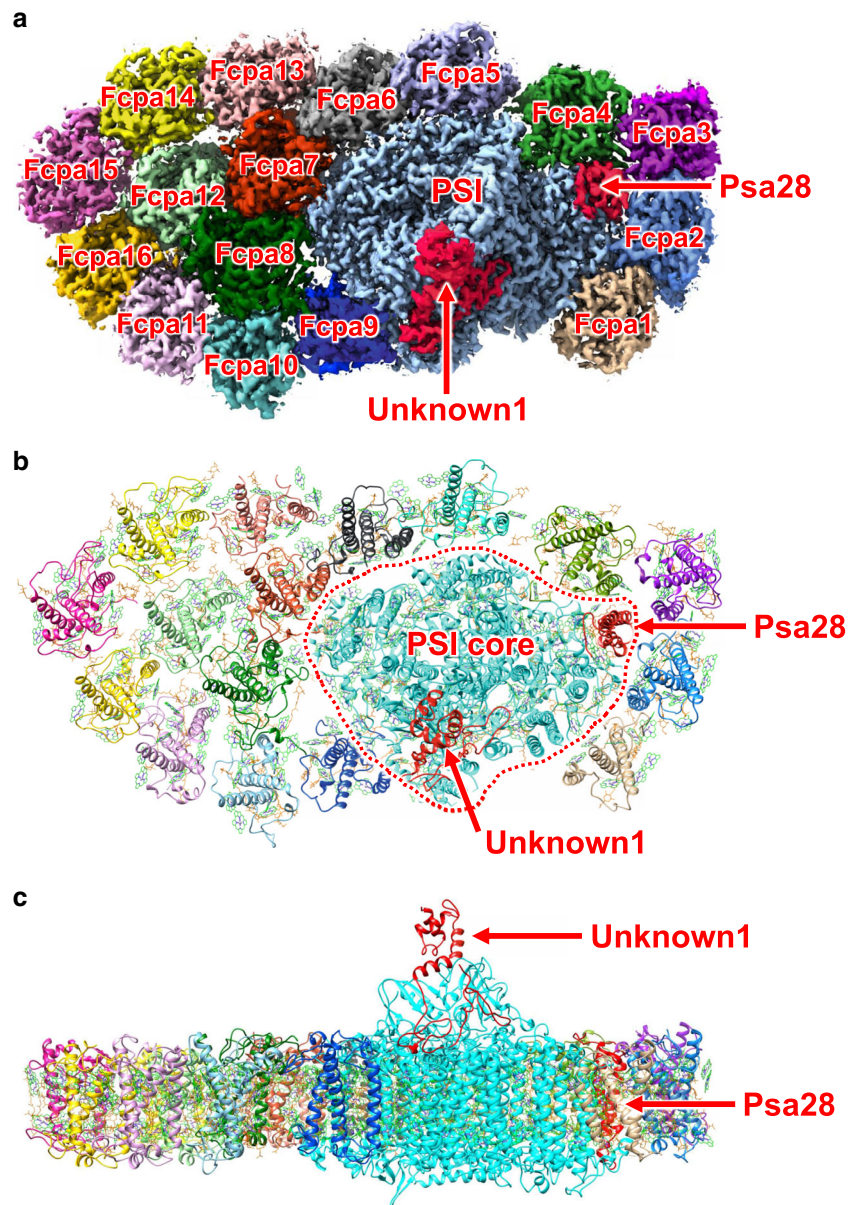 a
Fcpa13
Fcpa5
Fcpa14
Fcpa6
Fcpa4
Fcpa3
Fcpa15
Fcpa7
Fcpa12
PSI
Psa28
Fcpa16
Fcpa8
Fcpa2
Fcpa11
Fcpa9
Fcpa1
Fcpa10
Unknown1
b
PSI core
Psa28
Unknown1
c
Unknown1
Psa28